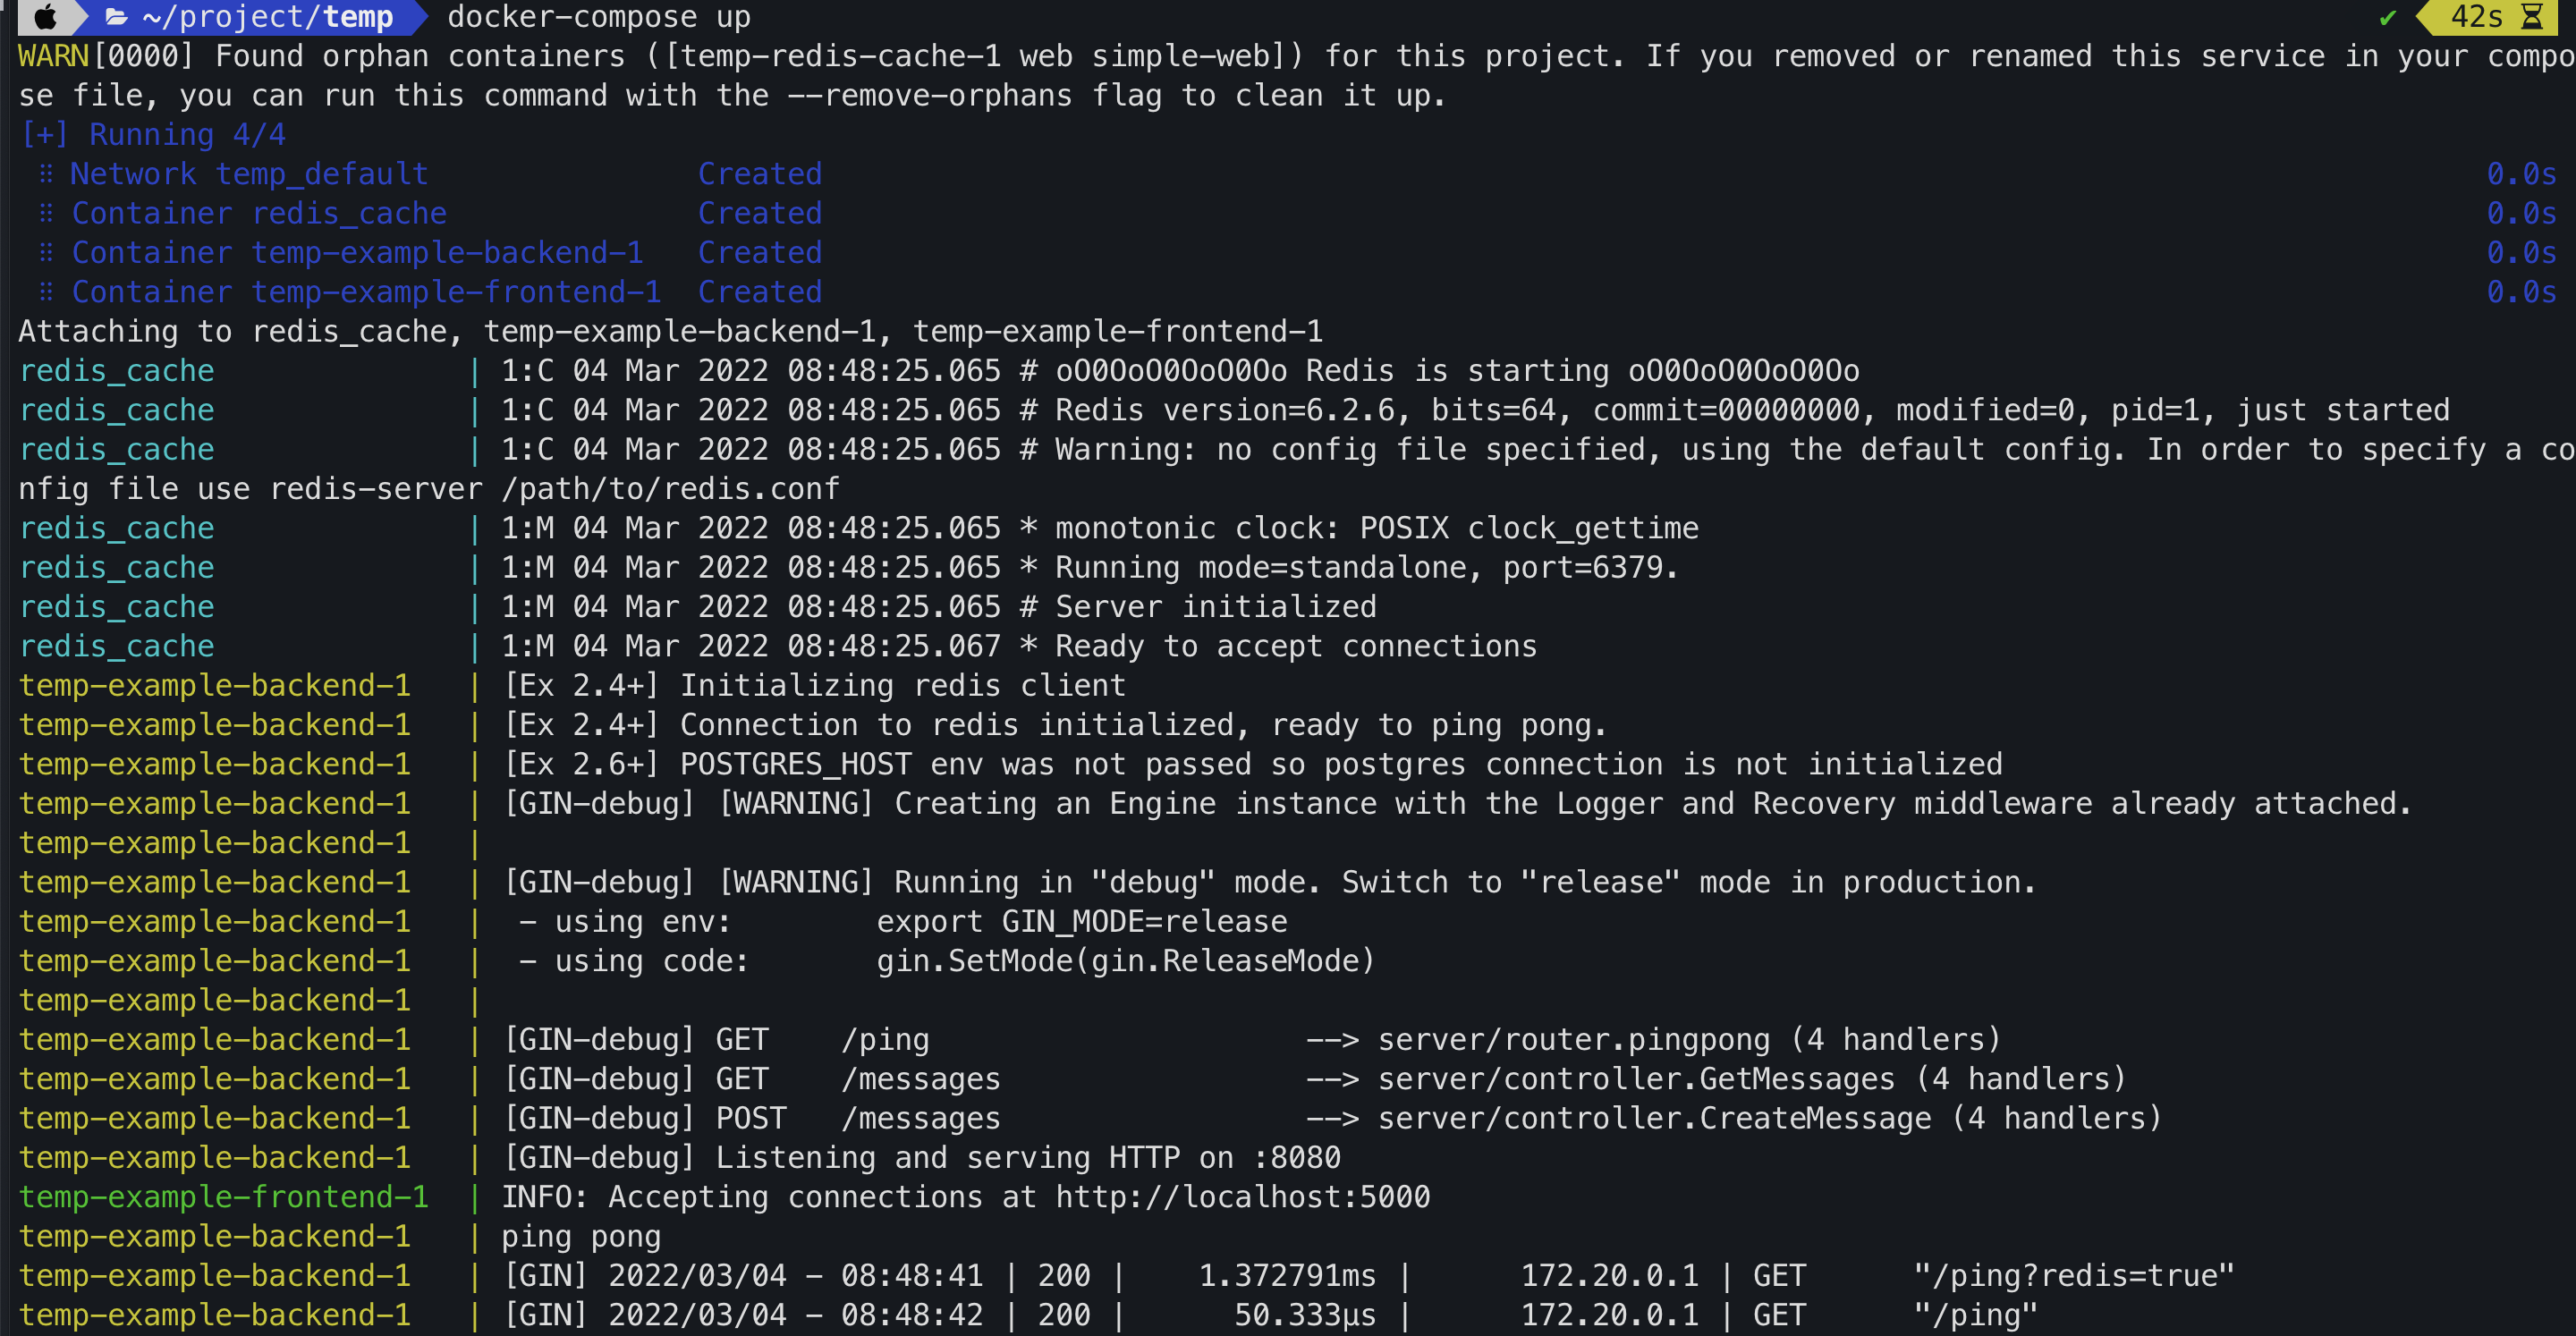 ~/project/temp docker-compose up ✔ 42s
WARN[0000] Found orphan containers ([temp-redis-cache-1 web simple-web]) for this project. If you removed or renamed this service in your compo
se file, you can run this command with the --remove-orphans flag to clean it up.
[+] Running 4/4
⠿ Network temp_default Created 0.0s
⠿ Container redis_cache Created 0.0s
⠿ Container temp-example-backend-1 Created 0.0s
⠿ Container temp-example-frontend-1 Created 0.0s
Attaching to redis_cache, temp-example-backend-1, temp-example-frontend-1
redis_cache | 1:C 04 Mar 2022 08:48:25.065 # oO0OoO0OoO0Oo Redis is starting oO0OoO0OoO0Oo
redis_cache | 1:C 04 Mar 2022 08:48:25.065 # Redis version=6.2.6, bits=64, commit=00000000, modified=0, pid=1, just started
redis_cache | 1:C 04 Mar 2022 08:48:25.065 # Warning: no config file specified, using the default config. In order to specify a co
nfig file use redis-server /path/to/redis.conf
redis_cache | 1:M 04 Mar 2022 08:48:25.065 * monotonic clock: POSIX clock_gettime
redis_cache | 1:M 04 Mar 2022 08:48:25.065 * Running mode=standalone, port=6379.
redis_cache | 1:M 04 Mar 2022 08:48:25.065 # Server initialized
redis_cache | 1:M 04 Mar 2022 08:48:25.067 * Ready to accept connections
temp-example-backend-1 | [Ex 2.4+] Initializing redis client
temp-example-backend-1 | [Ex 2.4+] Connection to redis initialized, ready to ping pong.
temp-example-backend-1 | [Ex 2.6+] POSTGRES_HOST env was not passed so postgres connection is not initialized
temp-example-backend-1 | [GIN-debug] [WARNING] Creating an Engine instance with the Logger and Recovery middleware already attached.
temp-example-backend-1 |
temp-example-backend-1 | [GIN-debug] [WARNING] Running in "debug" mode. Switch to "release" mode in production.
temp-example-backend-1 | - using env: export GIN_MODE=release
temp-example-backend-1 | - using code: gin.SetMode(gin.ReleaseMode)
temp-example-backend-1 |
temp-example-backend-1 | [GIN-debug] GET /ping --> server/router.pingpong (4 handlers)
temp-example-backend-1 | [GIN-debug] GET /messages --> server/controller.GetMessages (4 handlers)
temp-example-backend-1 | [GIN-debug] POST /messages --> server/controller.CreateMessage (4 handlers)
temp-example-backend-1 | [GIN-debug] Listening and serving HTTP on :8080
temp-example-frontend-1 | INFO: Accepting connections at http://localhost:5000
temp-example-backend-1 | ping pong
temp-example-backend-1 | [GIN] 2022/03/04 - 08:48:41 | 200 | 1.372791ms | 172.20.0.1 | GET "/ping?redis=true"
temp-example-backend-1 | [GIN] 2022/03/04 - 08:48:42 | 200 | 50.333µs | 172.20.0.1 | GET "/ping"